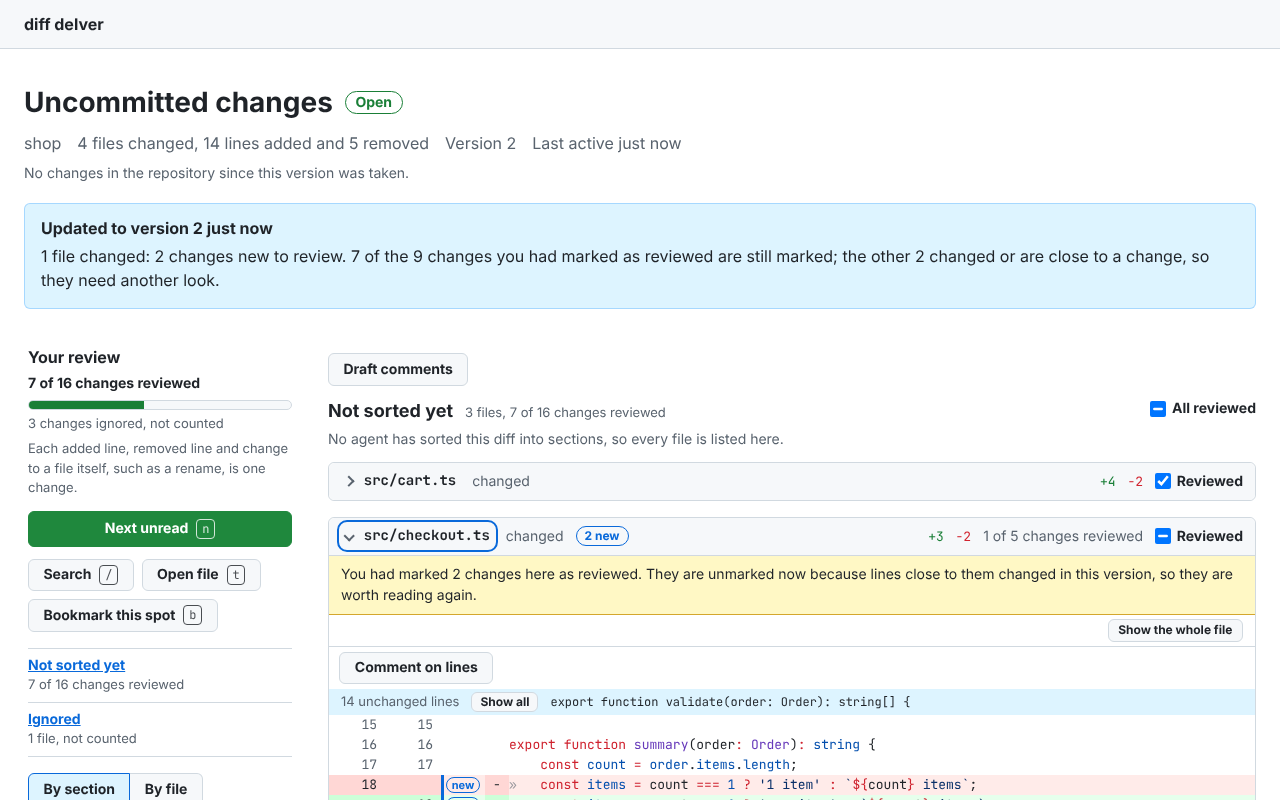 diff delver
Uncommitted changes Open
shop 4 files changed, 14 lines added and 5 removed Version 2 Last active just now
No changes in the repository since this version was taken.
Updated to version 2 just now
1 file changed: 2 changes new to review. 7 of the 9 changes you had marked as reviewed are still marked; the other 2 changed or are close to a change, so
they need another look.
Your review
7 of 16 changes reviewed
3 changes ignored, not counted
Each added line, removed line and change
to a file itself, such as a rename, is one
change.
Next unread n
Search / Open file t
Bookmark this spot b
Not sorted yet
7 of 16 changes reviewed
Ignored
1 file, not counted
By section By file
Draft comments
Not sorted yet 3 files, 7 of 16 changes reviewed All reviewed
No agent has sorted this diff into sections, so every file is listed here.
src/cart.ts changed +4 -2 Reviewed
src/checkout.ts changed 2 new +3 -2 1 of 5 changes reviewed Reviewed
You had marked 2 changes here as reviewed. They are unmarked now because lines close to them changed in this version, so they are
worth reading again.
Show the whole file
Comment on lines
14 unchanged lines Show all export function validate(order: Order): string[] {
15 15
16 16 export function summary(order: Order): string {
17 17 const count = order.items.length;
18 new - » const items = count === 1 ? '1 item' : `${count} items`;